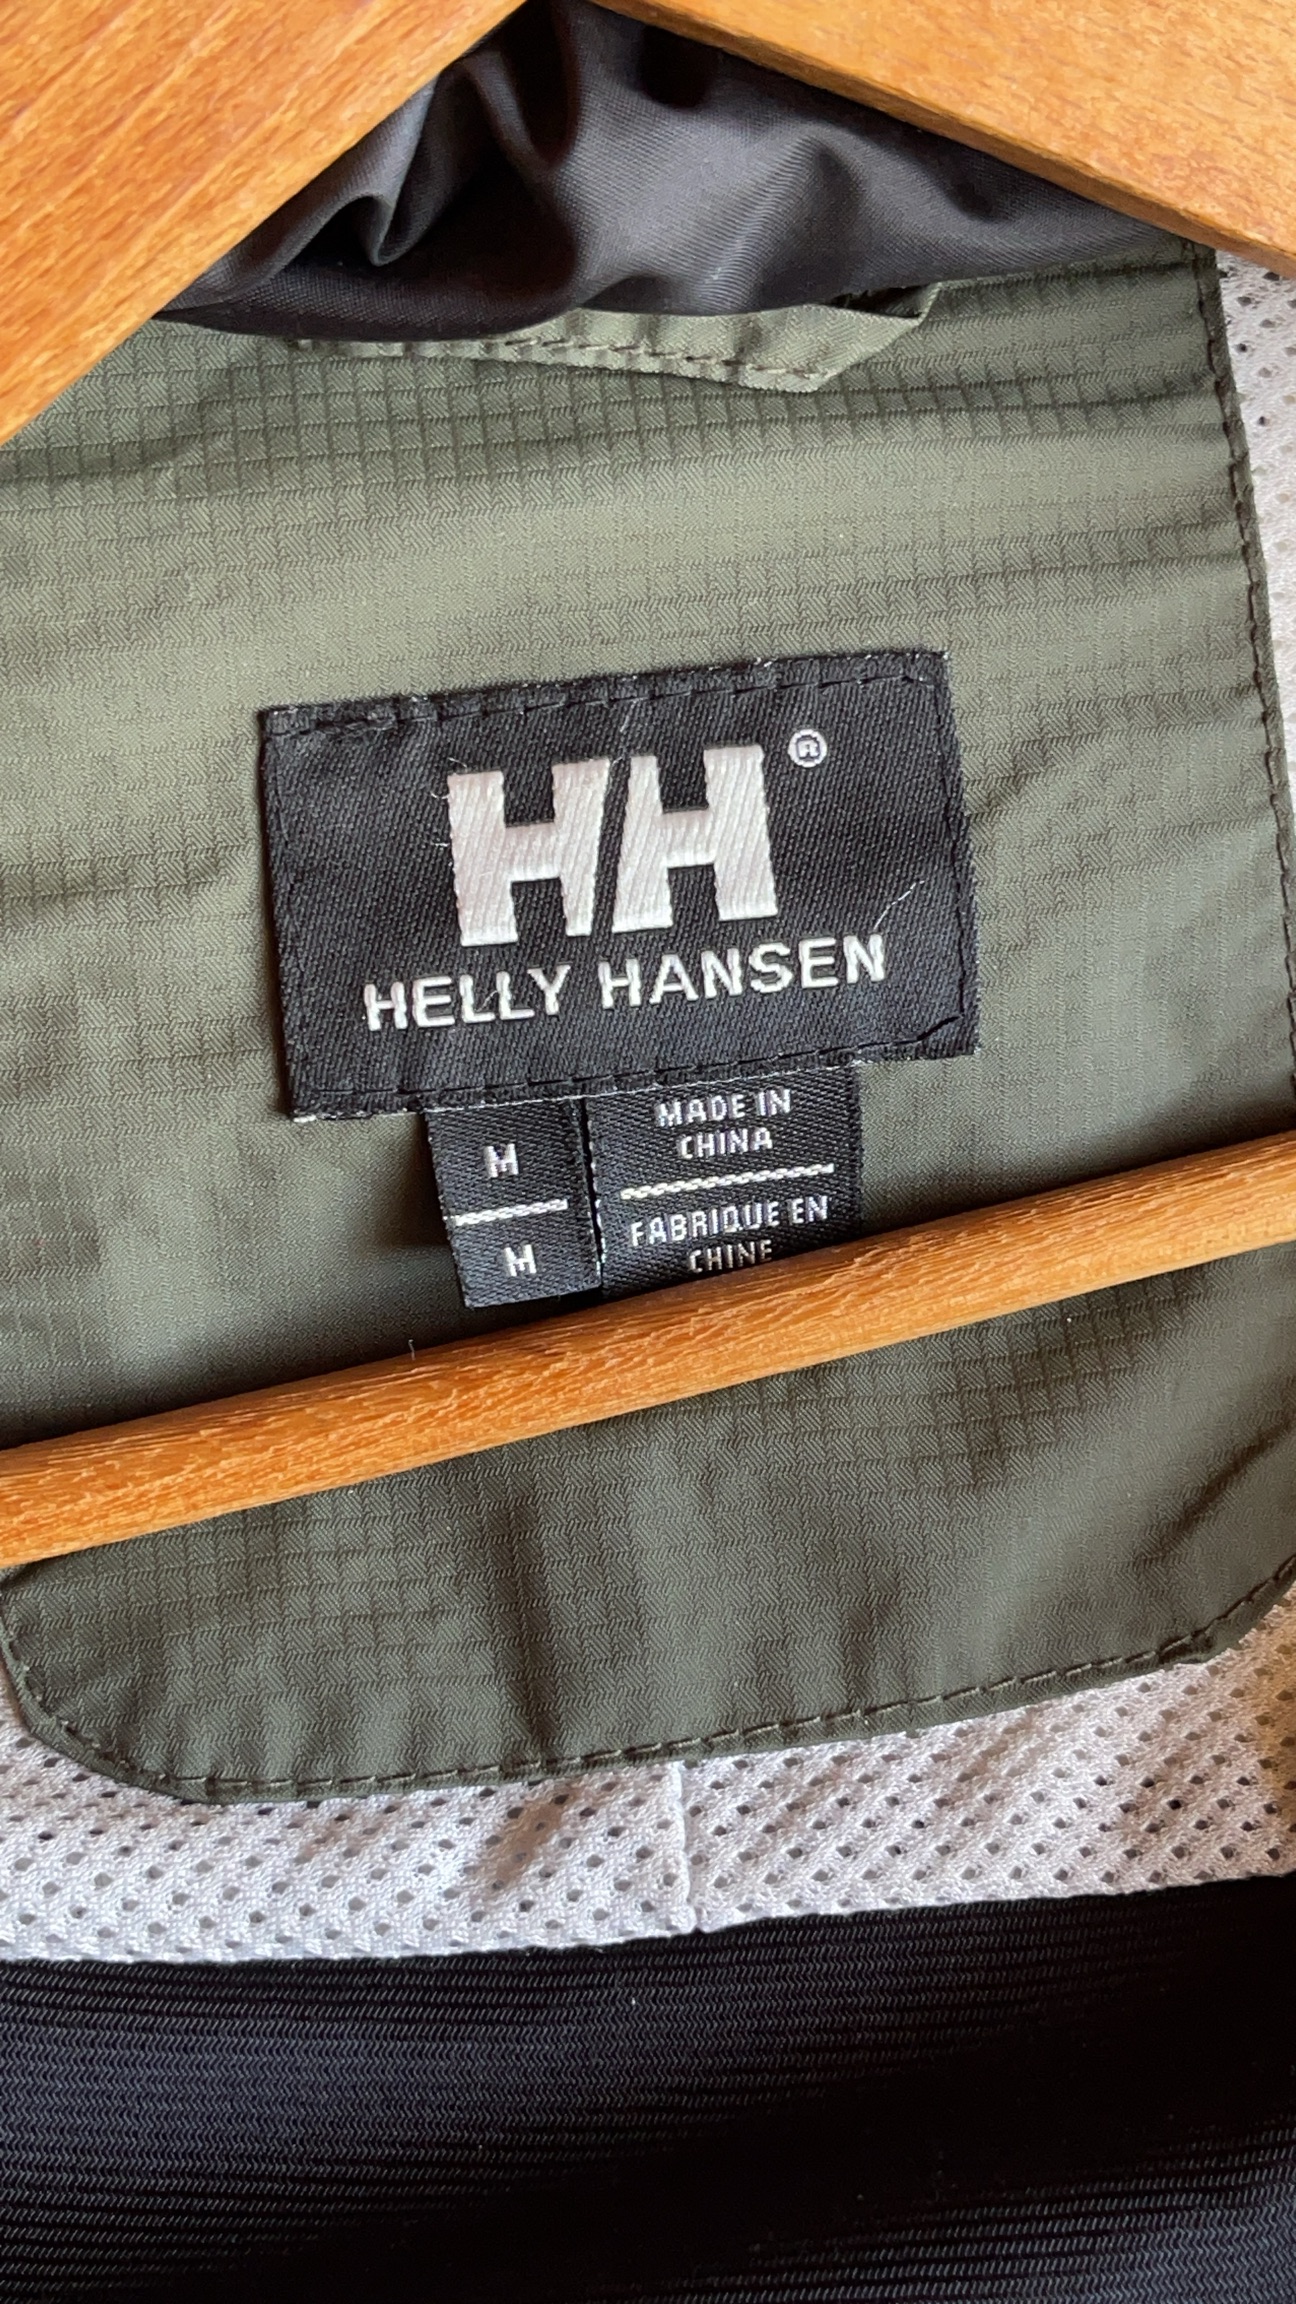 HH ®
HELLY HANSEN
M
M
MADE IN
CHINA
FABRIQUE EN
CHINE